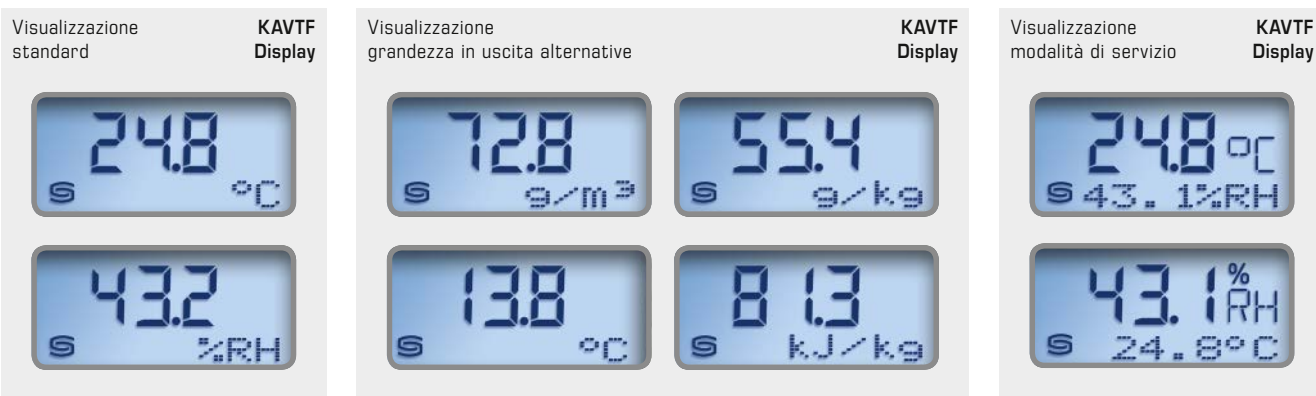 Visualizzazione standard
KAVTF Display
24.8 °C
43.2 %RH
Visualizzazione grandezza in uscita alternative
KAVTF Display
72.8 g/m³
55.4 g/kg
13.8 °C
81.3 kJ/kg
Visualizzazione modalità di servizio
KAVTF Display
24.8 °C
43.1%RH
43.1 % RH
24.8°C